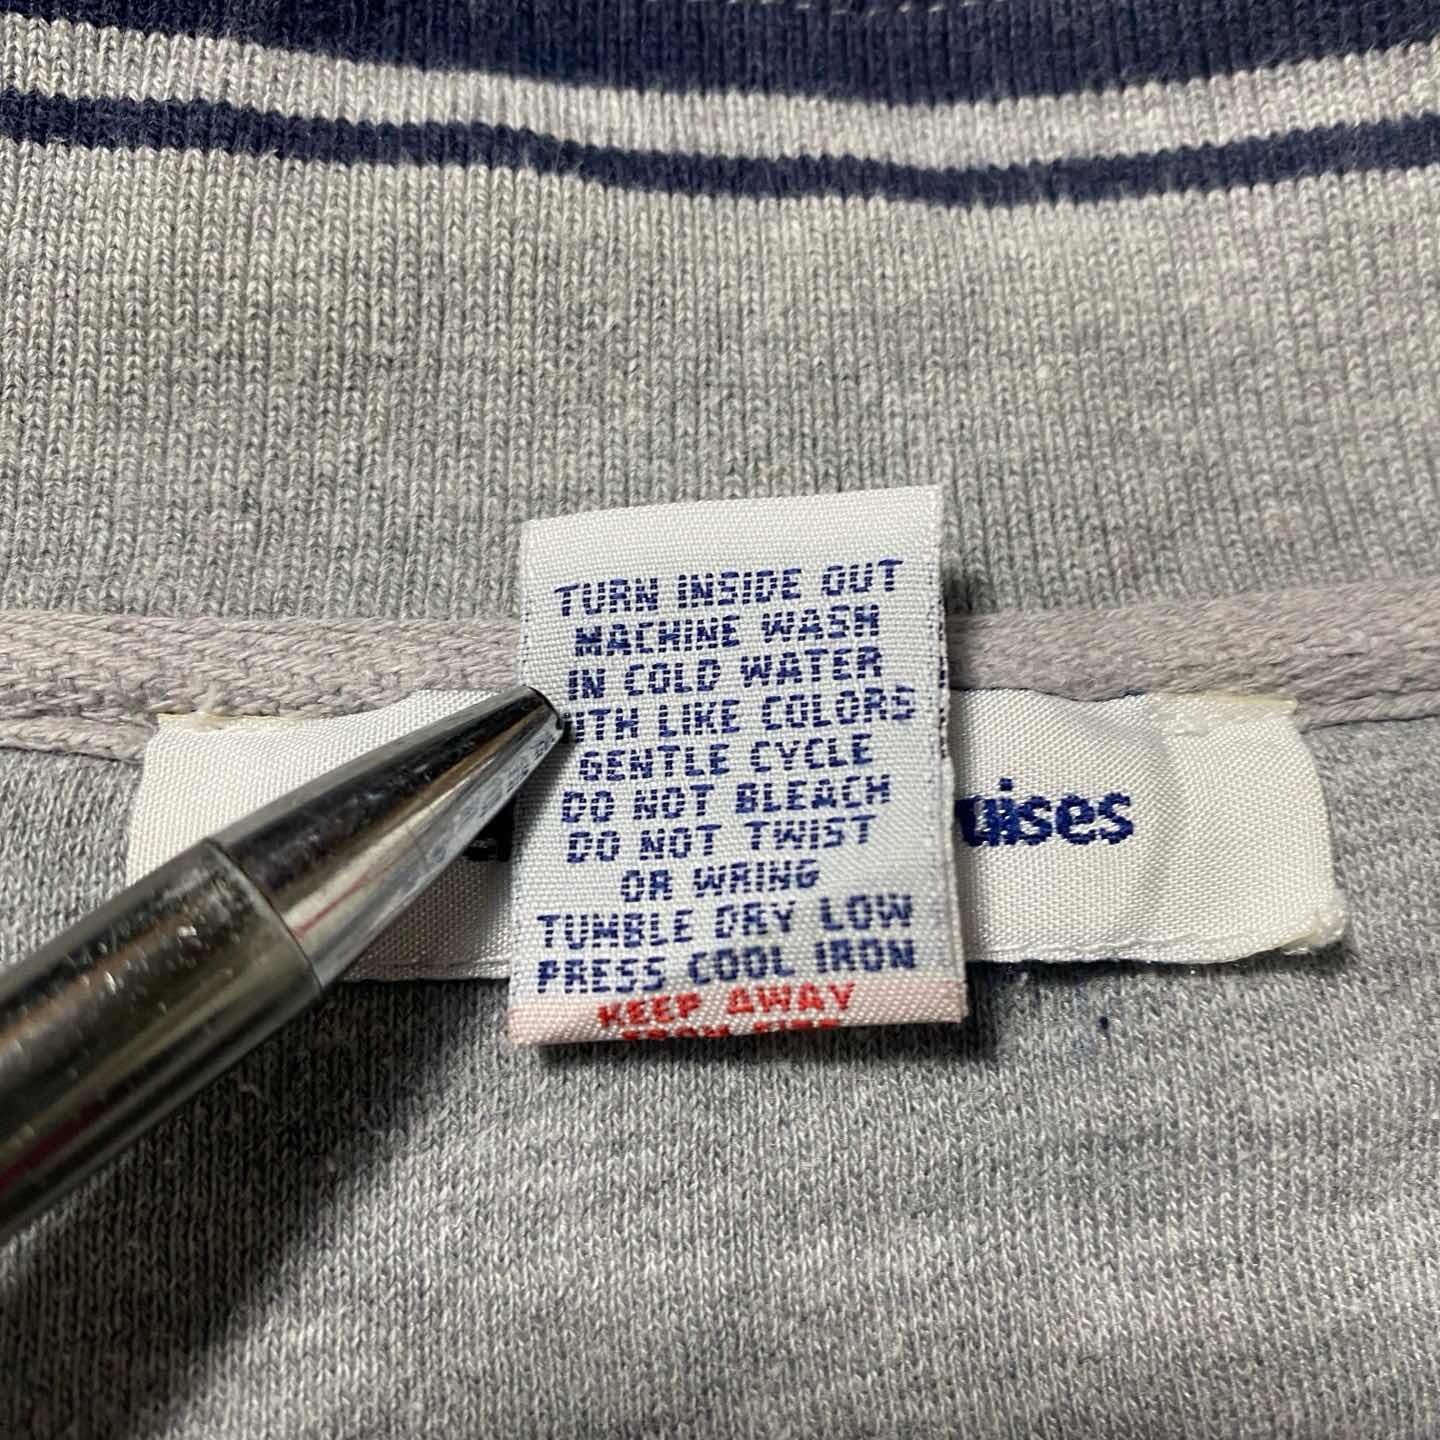 TURN INSIDE OUT
MACHINE WASH
IN COLD WATER
ITH LIKE COLORS
GENTLE CYCLE
DO NOT BLEACH
DO NOT TWIST
OR WRING
TUMBLE DRY LOW
PRESS COOL IRON
KEEP AWAY
uises